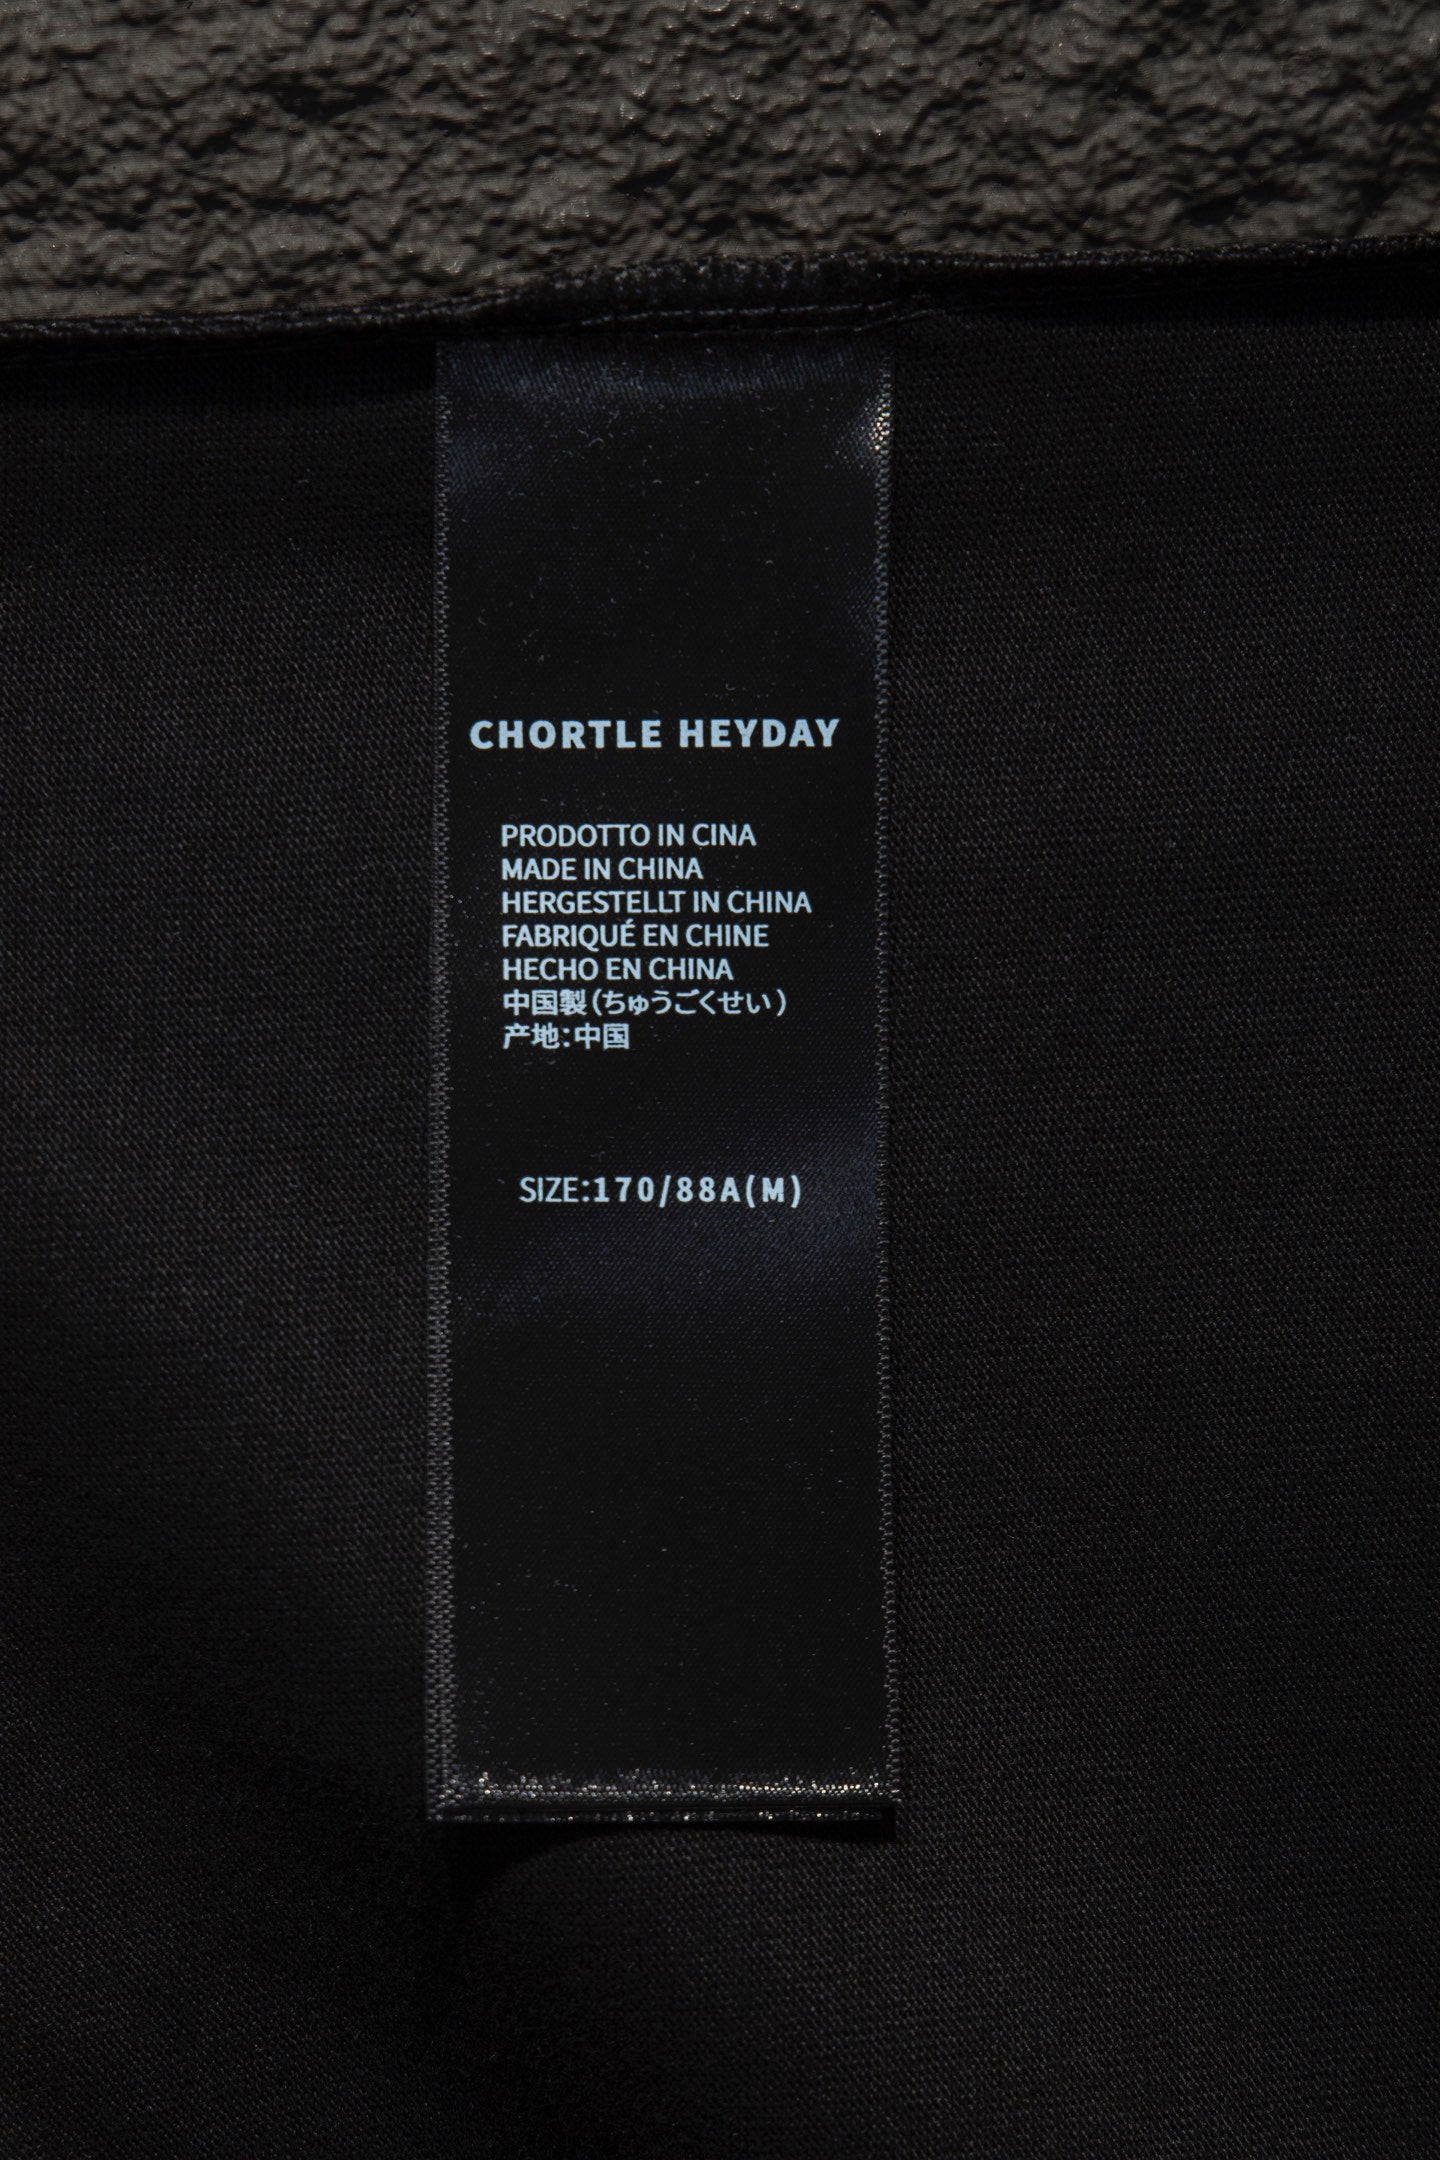 CHORTLE HEYDAY
PRODOTTO IN CINA
MADE IN CHINA
HERGESTELLT IN CHINA
FABRIQUÉ EN CHINE
HECHO EN CHINA
中国製(ちゅうごくせい)
产地:中国
SIZE:170/88A(M)